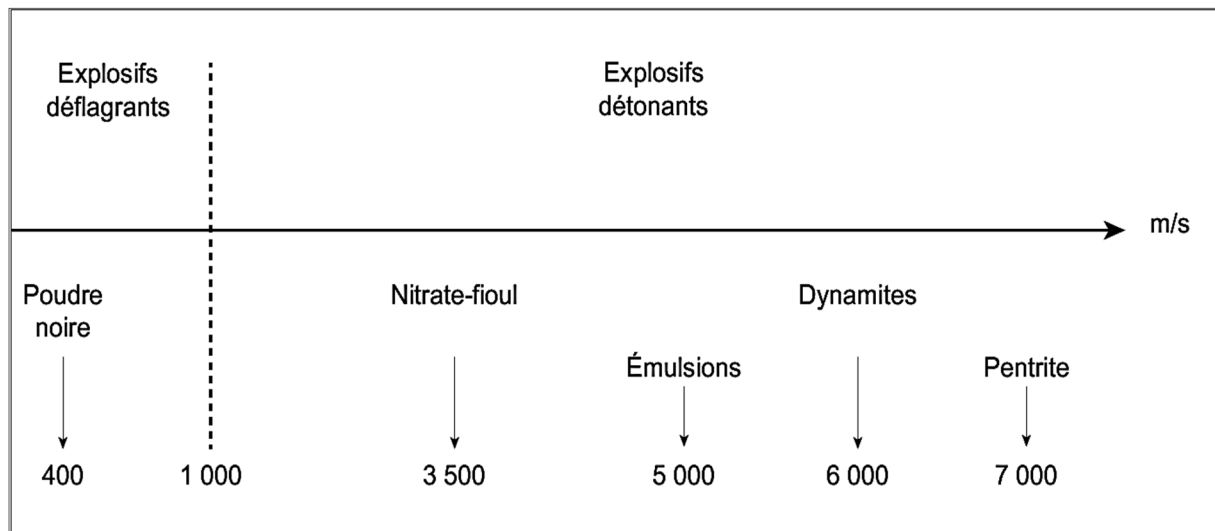 Explosifs
déflagrants
Explosifs
détonants
m/s
Poudre
noire
Nitrate-fioul
Dynamites
Émulsions
Pentrite
400
1 000
3 500
5 000
6 000
7 000